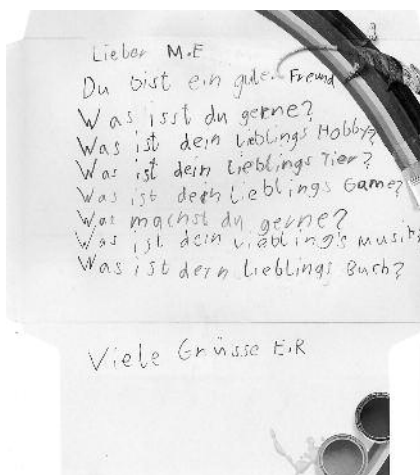 Lieber M.E
Du bist ein guter Freund
Was isst du gerne?
Was ist dein Lieblings Hobby?
Was ist dein Lieblings Tier?
Was ist dein Lieblings Game?
Was machst du gerne?
Was ist dein Lieblings Musik?
Was ist dein Lieblings Buch?
Viele Grüsse E.R